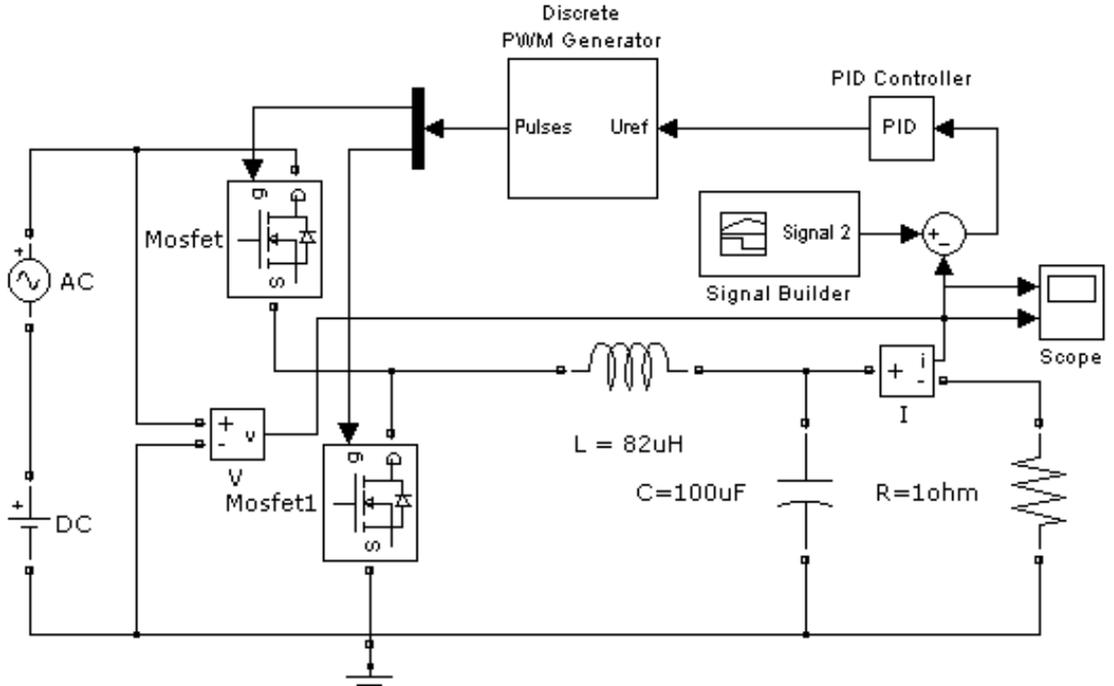 Discrete
PWM Generator
PID Controller
Pulses
Uref
PID
g
D
Mosfet
S
Signal 2
Signal Builder
+
-
+
AC
Scope
+
i
-
I
+
-
v
V
L = 82uH
g
D
Mosfet1
S
C=100uF
R=1ohm
+
DC